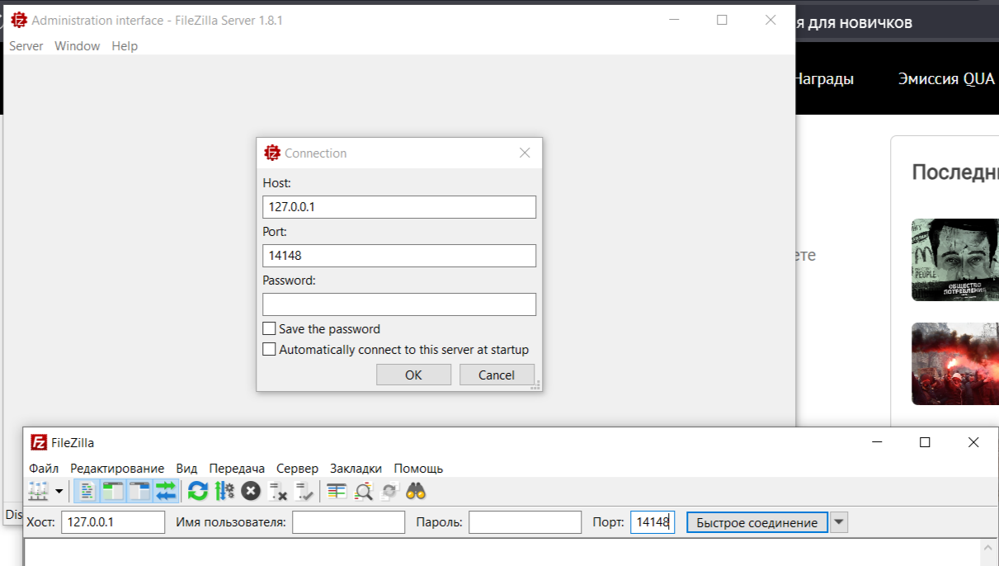 Administration interface - FileZilla Server 1.8.1
я для новичков
Server Window Help
Награды Эмиссия QUA
Connection
Host:
127.0.0.1
Port:
14148
Password:
Save the password
Automatically connect to this server at startup
OK Cancel
ете
Последн
PEOPLE
ОБЩЕСТВО
ПОТРЕБЛЕНИЯ
FileZilla
Файл Редактирование Вид Передача Сервер Закладки Помощь
Dis
Хост: 127.0.0.1 Имя пользователя: Пароль: Порт: 14148 Быстрое соединение